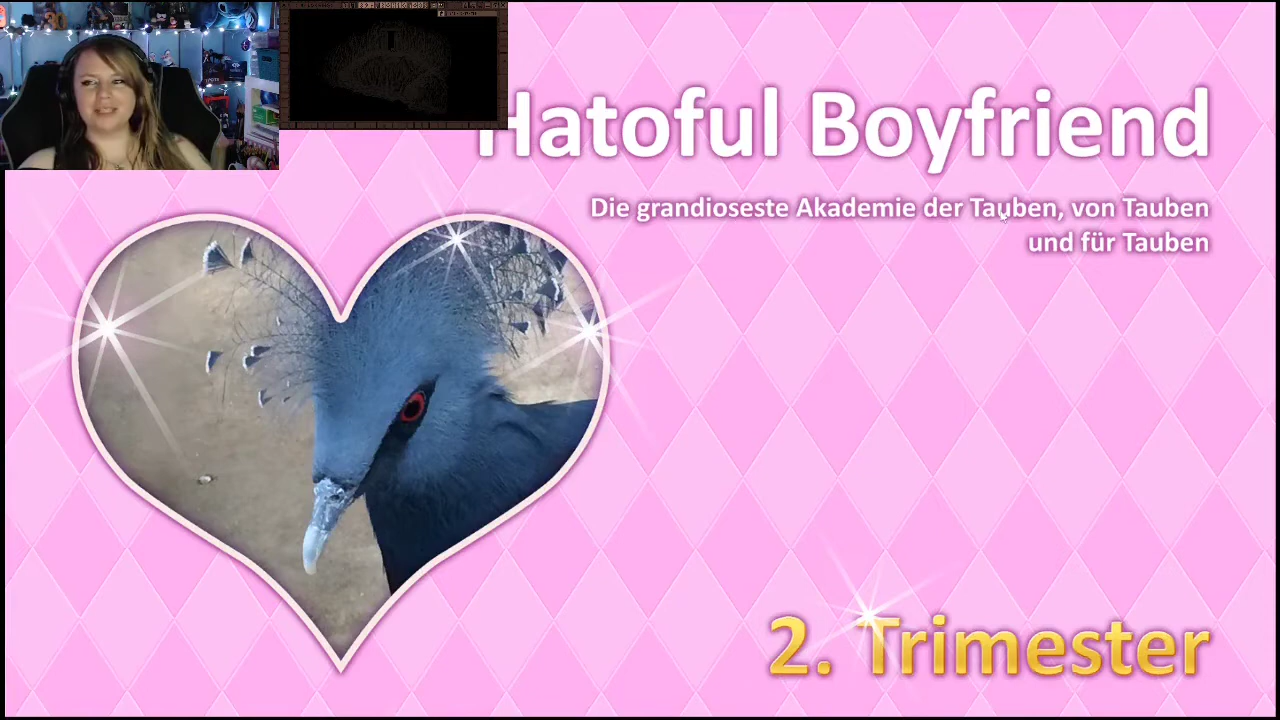 Hatoful Boyfriend
Die grandioseste Akademie der Tauben, von Tauben
und für Tauben
2. Trimester